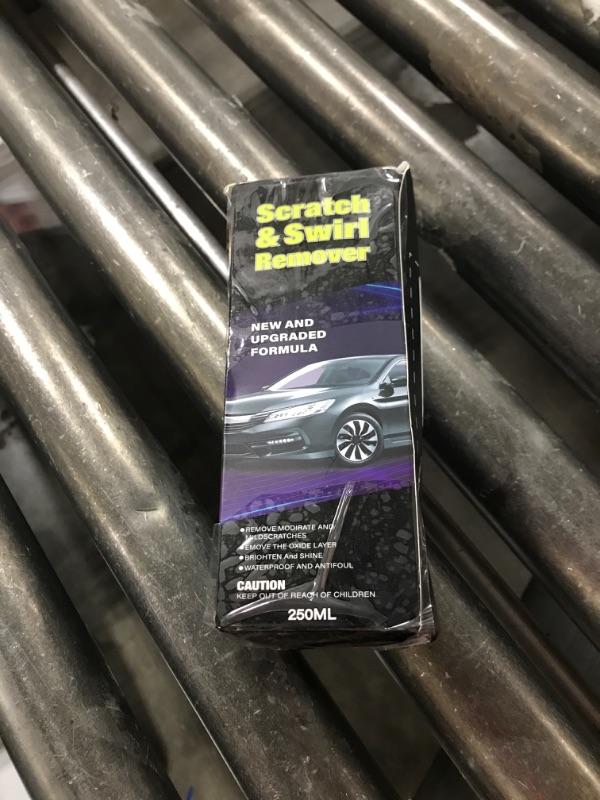 Scratch
& Swirl
Remover
NEW AND
UPGRADED
FORMULA
●REMOVE MODIRATE AND
MILDSCRATCHES
●EMOVE THE OXIDE LAYER
●BRIGHTEN AND SHINE
●WATERPROOF AND ANTIFOUL
CAUTION
KEEP OUT OF REACH OF CHILDREN
250ML